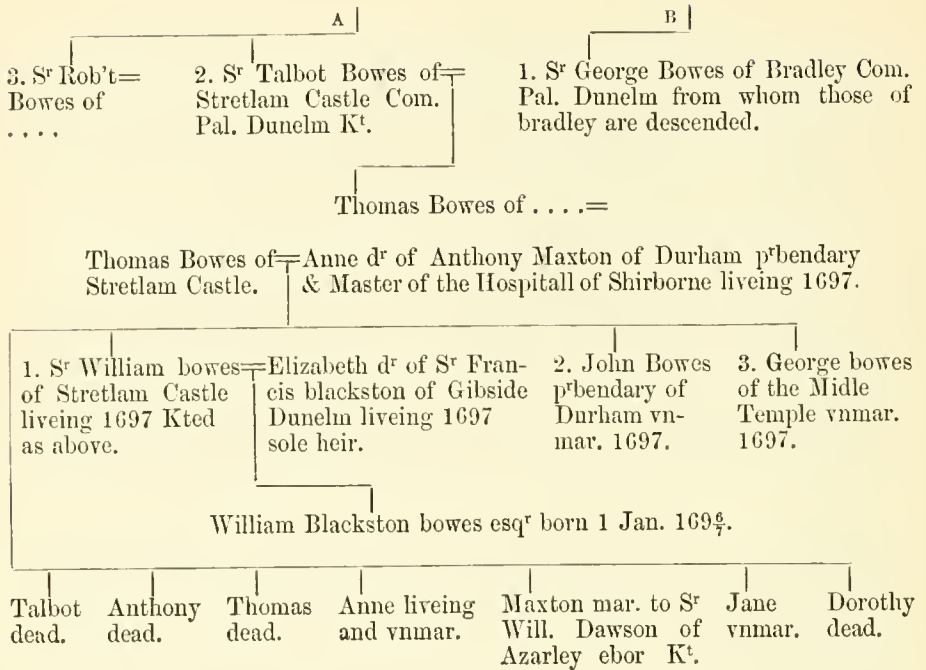 A B
3. Sʳ Rob't= 2. Sʳ Talbot Bowes of= 1. Sʳ George Bowes of Bradley Com.
Bowes of Stretlam Castle Com. Pal. Dunelm from whom those of
. . . . Pal. Dunelm Kᵗ. bradley are descended.
Thomas Bowes of . . . .=
Thomas Bowes of=Anne dʳ of Anthony Maxton of Durham pʳbendary
Stretlam Castle. & Master of the Hospitall of Shirborne liveing 1697.
1. Sʳ William bowes=Elizabeth dʳ of Sʳ Fran- 2. John Bowes 3. George bowes
of Stretlam Castle cis blackston of Gibside pʳbendary of of the Midle
liveing 1697 Kted Dunelm liveing 1697 Durham vn- Temple vnmar.
as above. sole heir. mar. 1697. 1697.
William Blackston bowes esqʳ born 1 Jan. 169 6/7.
Talbot Anthony Thomas Anne liveing Maxton mar. to Sʳ Jane Dorothy
dead. dead. dead. and vnmar. Will. Dawson of vnmar. dead.
Azarley ebor Kᵗ.